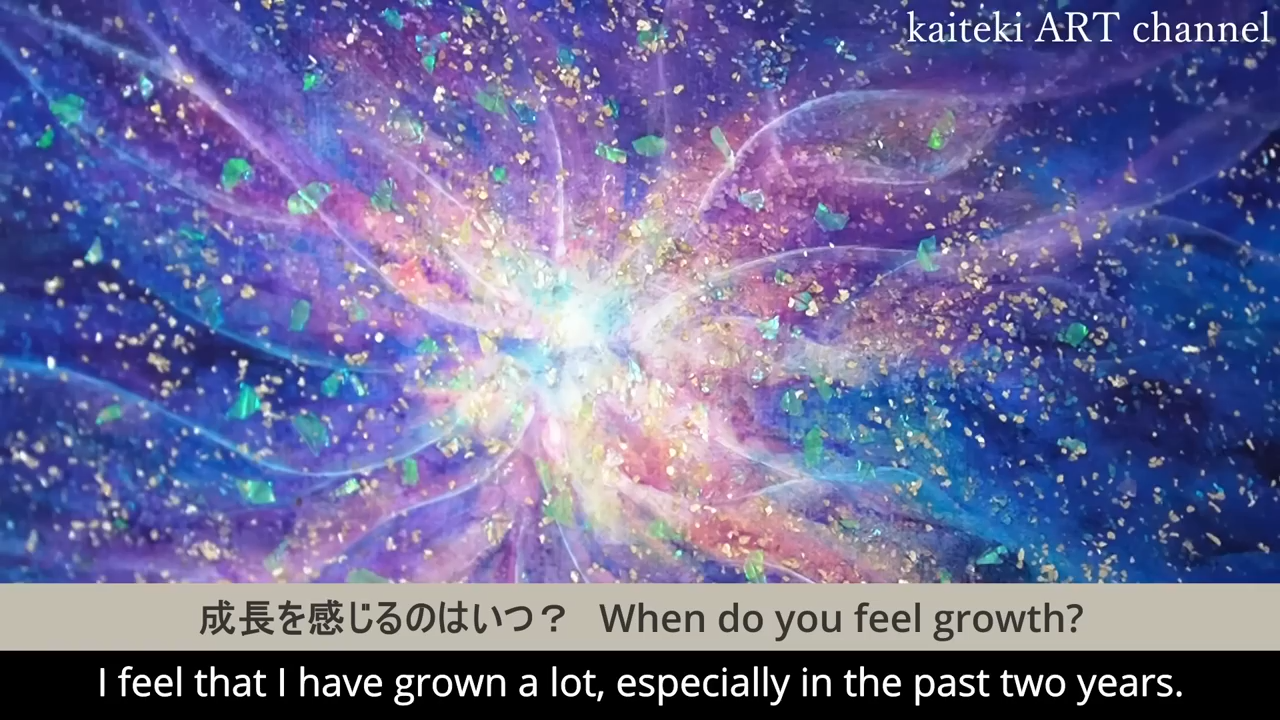 kaiteki ART channel
成長を感じるのはいつ？ When do you feel growth?
I feel that I have grown a lot, especially in the past two years.